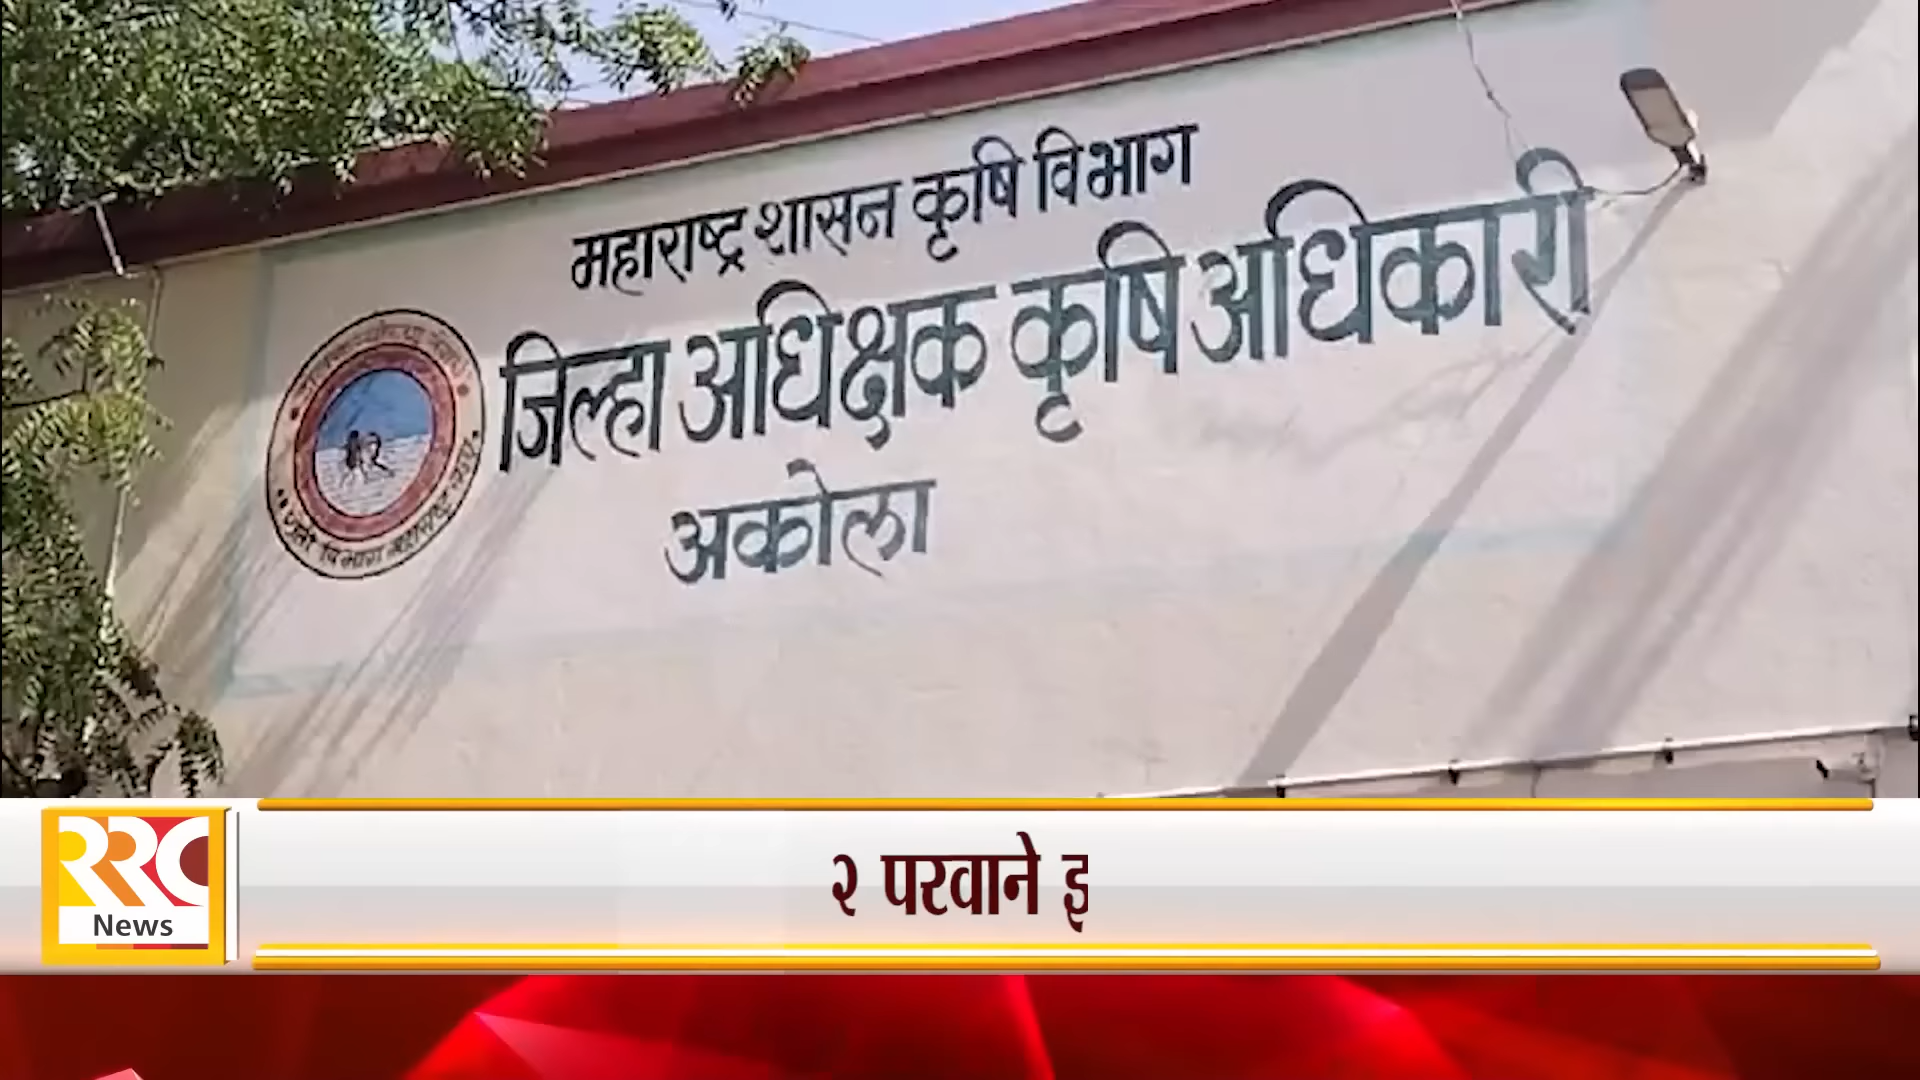 महाराष्ट्र शासन कृषि विभाग
जिल्हा अधिक्षक कृषि अधिकारी
अकोला
RRC
News
२ परवाने इ